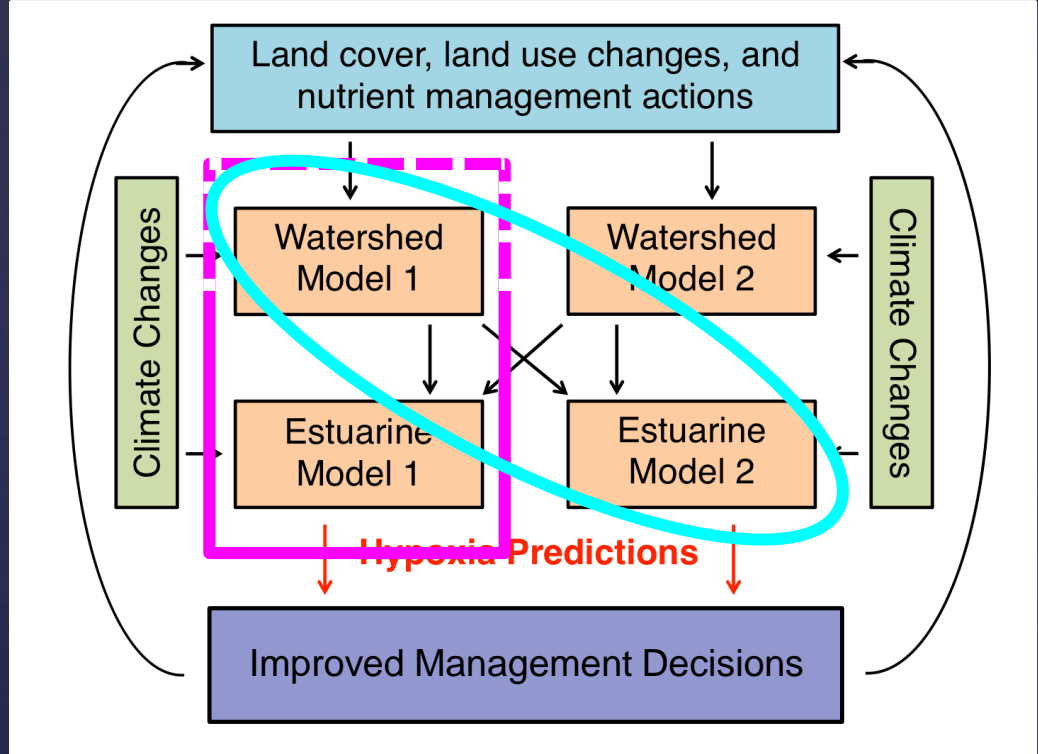 Land cover, land use changes, and
nutrient management actions
Climate Changes
Watershed
Model 1
Watershed
Model 2
Climate Changes
Estuarine
Model 1
Estuarine
Model 2
Hypoxia Predictions
Improved Management Decisions